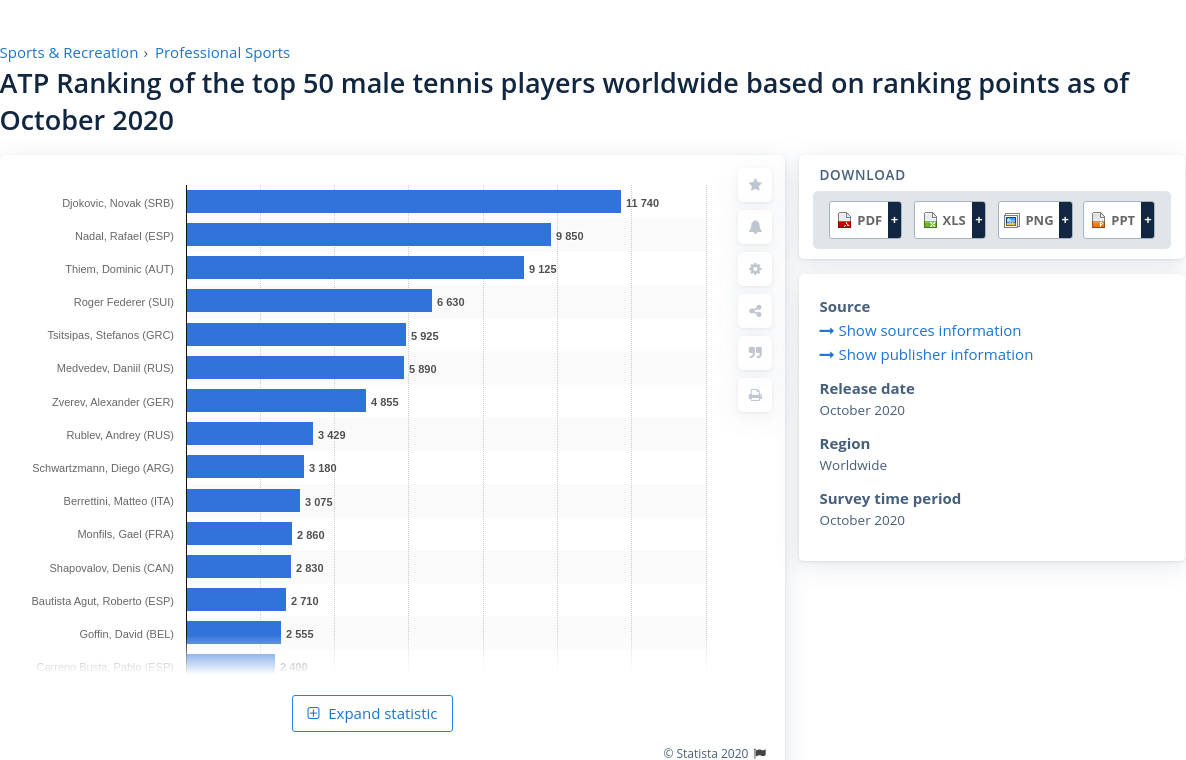 Sports & Recreation › Professional Sports
ATP Ranking of the top 50 male tennis players worldwide based on ranking points as of
October 2020
Djokovic, Novak (SRB) 11 740
Nadal, Rafael (ESP) 9 850
Thiem, Dominic (AUT) 9 125
Roger Federer (SUI) 6 630
Tsitsipas, Stefanos (GRC) 5 925
Medvedev, Daniil (RUS) 5 890
Zverev, Alexander (GER) 4 855
Rublev, Andrey (RUS) 3 429
Schwartzmann, Diego (ARG) 3 180
Berrettini, Matteo (ITA) 3 075
Monfils, Gael (FRA) 2 860
Shapovalov, Denis (CAN) 2 830
Bautista Agut, Roberto (ESP) 2 710
Goffin, David (BEL) 2 555
Carreno Busta, Pablo (ESP) 2 400
Expand statistic
© Statista 2020
DOWNLOAD
PDF + XLS + PNG + PPT +
Source
Show sources information
Show publisher information
Release date
October 2020
Region
Worldwide
Survey time period
October 2020